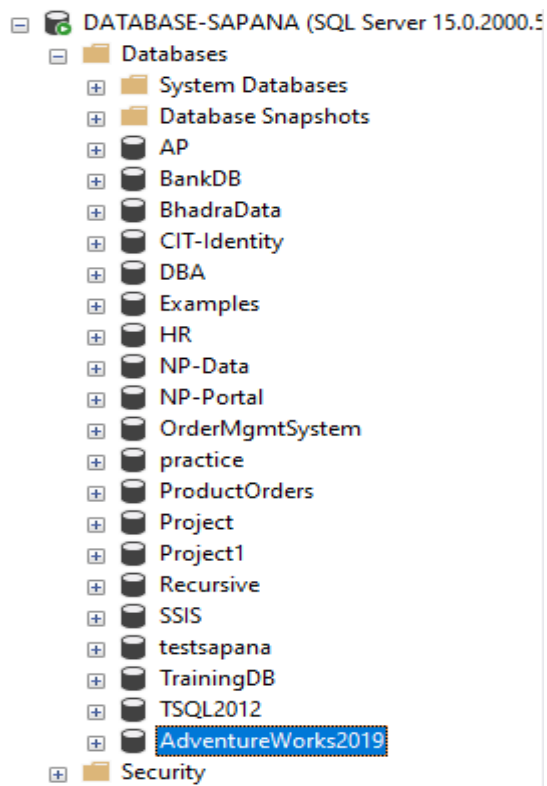 DATABASE-SAPANA (SQL Server 15.0.2000.5
Databases
System Databases
Database Snapshots
AP
BankDB
BhadraData
CIT-Identity
DBA
Examples
HR
NP-Data
NP-Portal
OrderMgmtSystem
practice
ProductOrders
Project
Project1
Recursive
SSIS
testsapana
TrainingDB
TSQL2012
AdventureWorks2019
Security